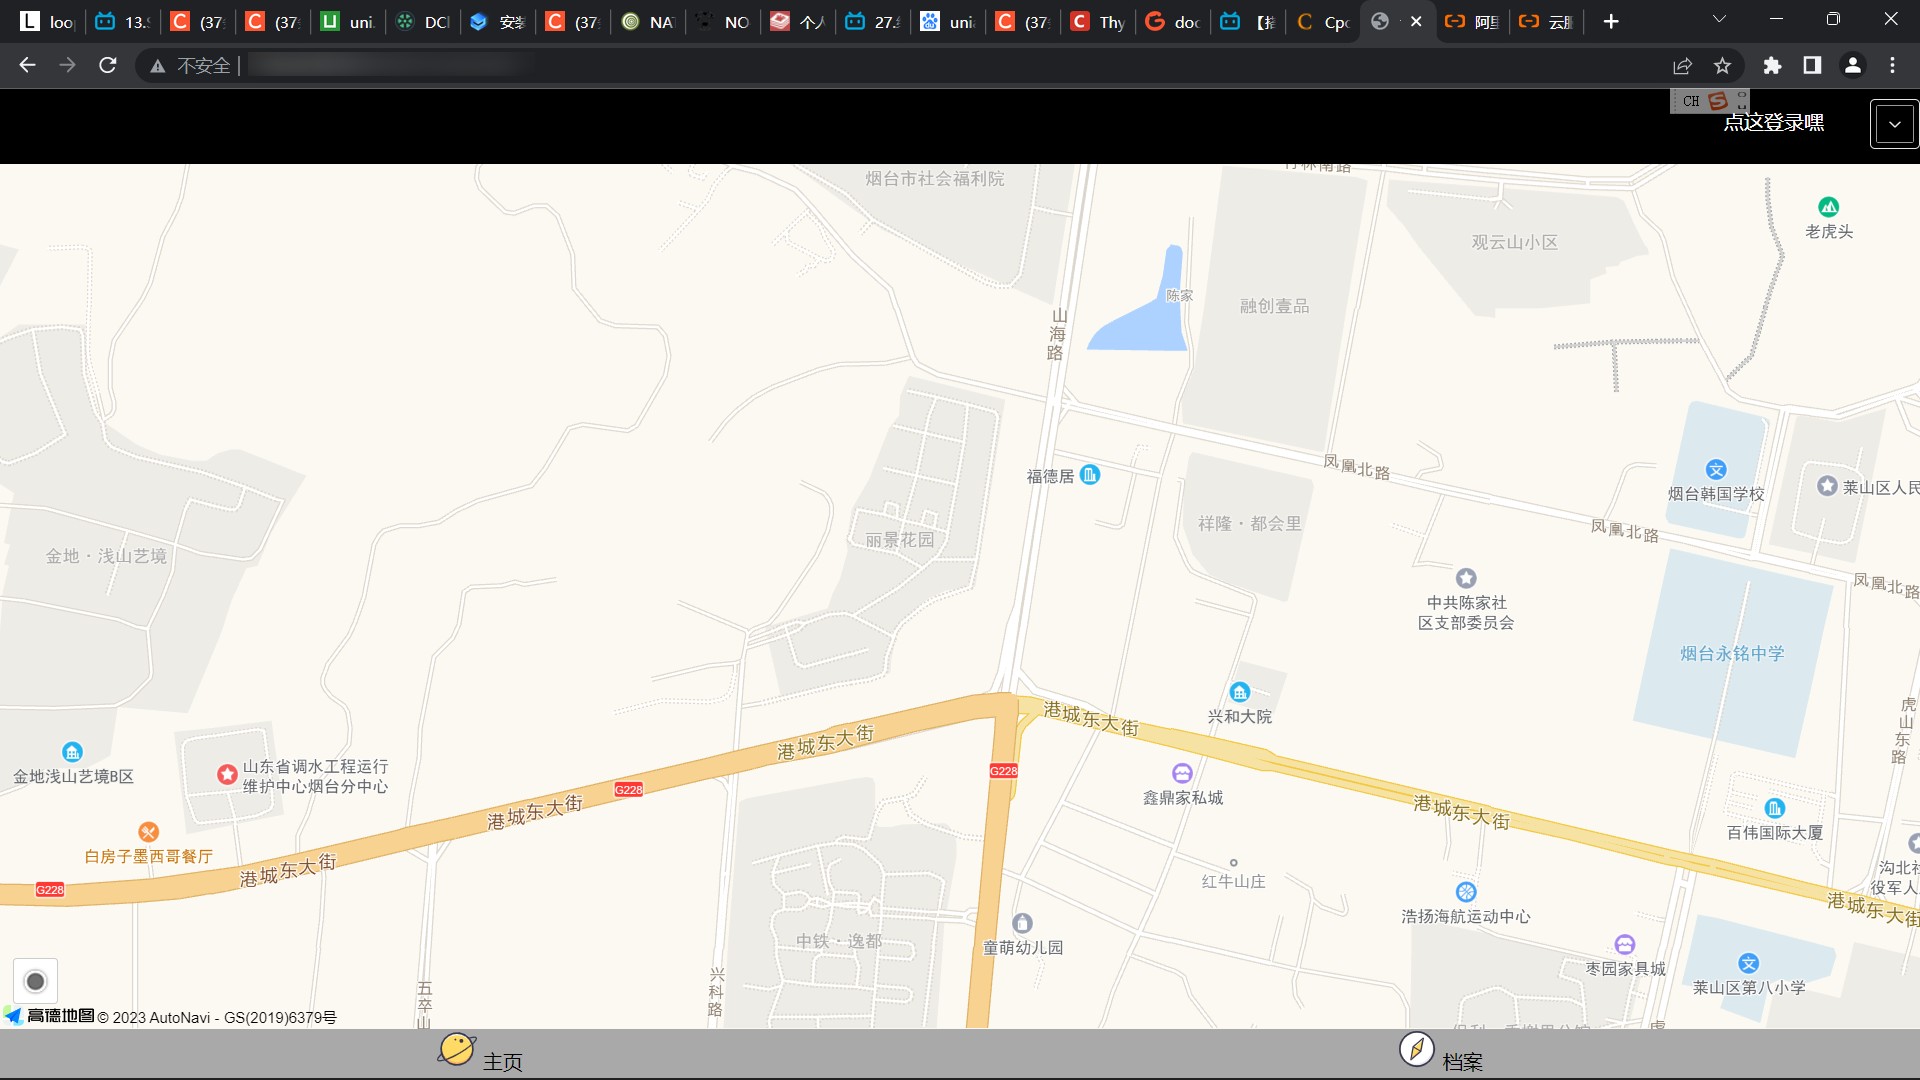 loo
13.9
(37
(37
uni.
DCl
安装
(37
NA
NO
个人
27.
uni
(37
Thy
doc
【
Cpo
阿里
云服
不安全
CH
点这登录嘿
烟台市社会福利院
竹林南路
老虎头
观云山小区
陈家
融创壹品
山海路
凤凰北路
福德居
烟台韩国学校
莱山区人民
祥隆·都会里
凤凰北路
丽景花园
金地·浅山艺境
凤凰北路
中共陈家社
区支部委员会
烟台永铭中学
兴和大院
港城东大街
虎山东路
港城东大街
金地浅山艺境B区
山东省调水工程运行
维护中心烟台分中心
G228
G228
鑫鼎家私城
港城东大街
港城东大街
百伟国际大厦
白房子墨西哥餐厅
港城东大街
G228
红牛山庄
沟北社
役军人
港城东大街
浩扬海航运动中心
中铁·逸都
童萌幼儿园
枣园家具城
莱山区第八小学
五卒山
兴科路
高德地图 © 2023 AutoNavi - GS(2019)6379号
虎
主页
档案